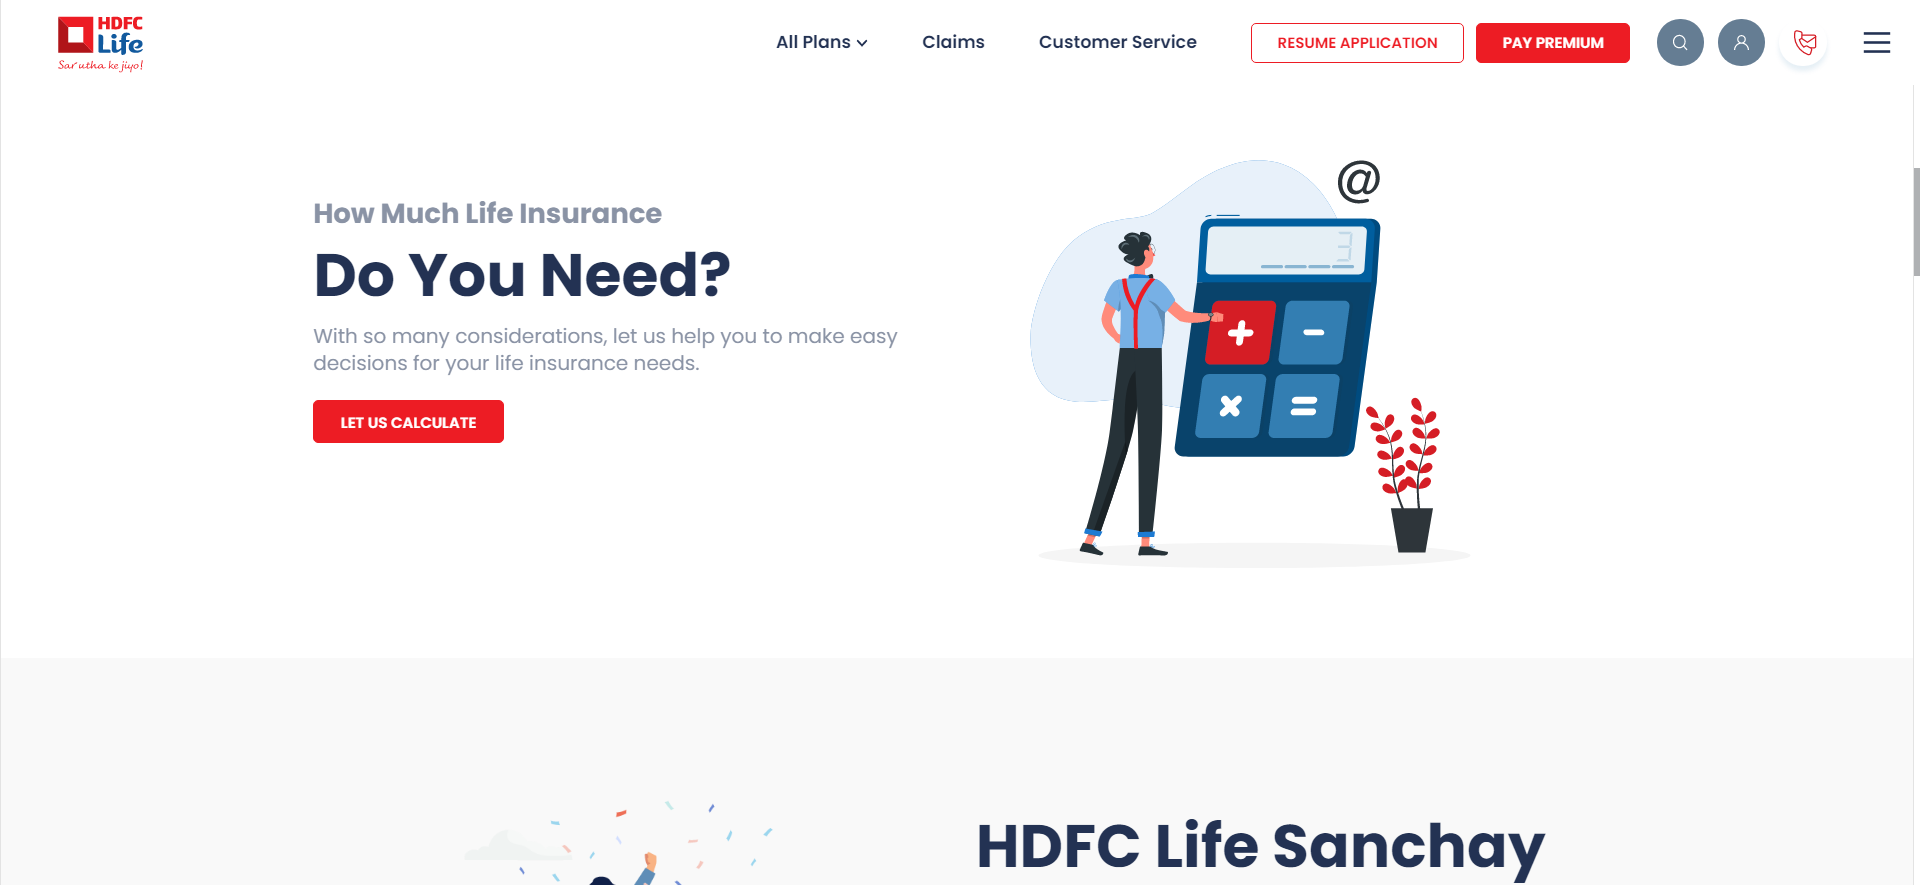 HDFC
Life
Sar utha ke jiyo!
All Plans
Claims
Customer Service
RESUME APPLICATION
PAY PREMIUM
How Much Life Insurance
Do You Need?
With so many considerations, let us help you to make easy
decisions for your life insurance needs.
LET US CALCULATE
@
3
+
-
×
=
HDFC Life Sanchay